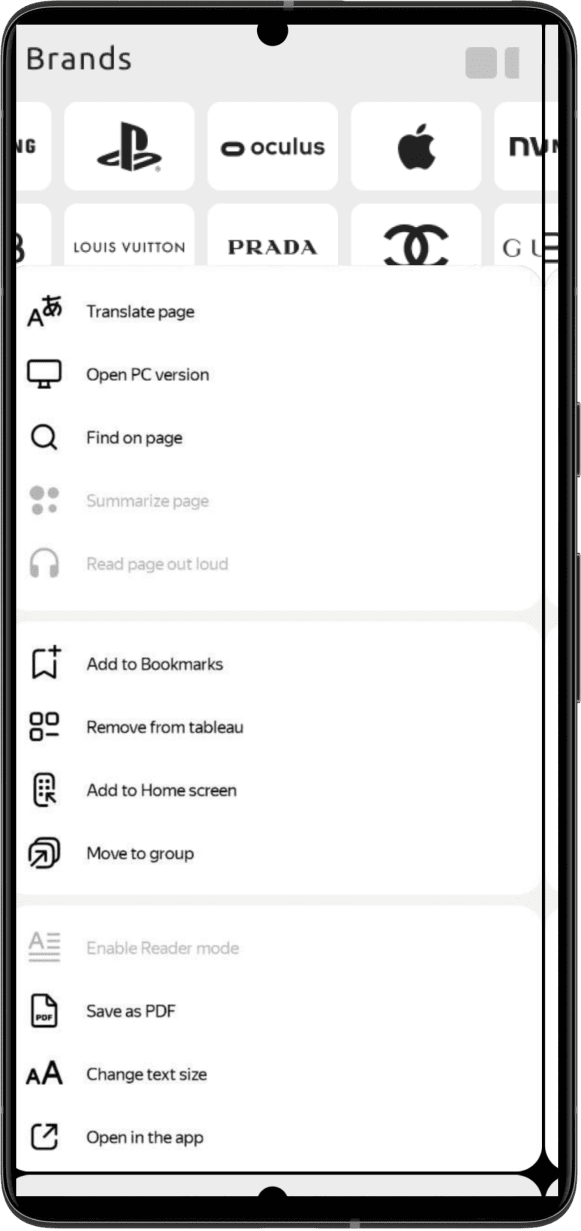 Brands
NG
oculus
LOUIS VUITTON
PRADA
Translate page
Open PC version
Find on page
Summarize page
Read page out loud
Add to Bookmarks
Remove from tableau
Add to Home screen
Move to group
Enable Reader mode
PDF
Save as PDF
Change text size
Open in the app